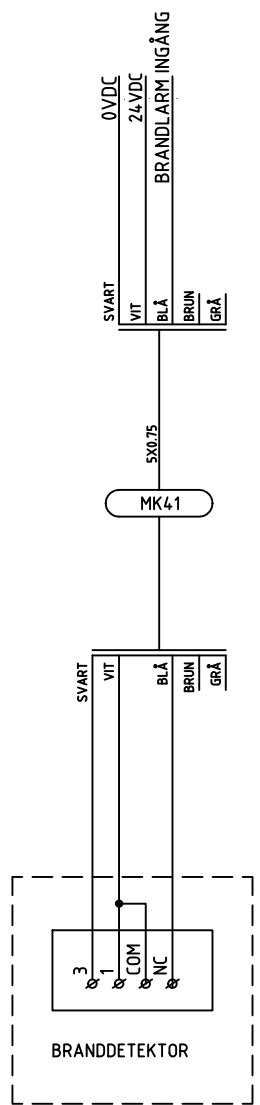 0VDC
24VDC
BRANDLARM INGÅNG
SVART
VIT
BLÅ
BRUN
GRÅ
5X0.75
MK41
SVART
VIT
BLÅ
BRUN
GRÅ
3
1
COM
NC
BRANDDETEKTOR